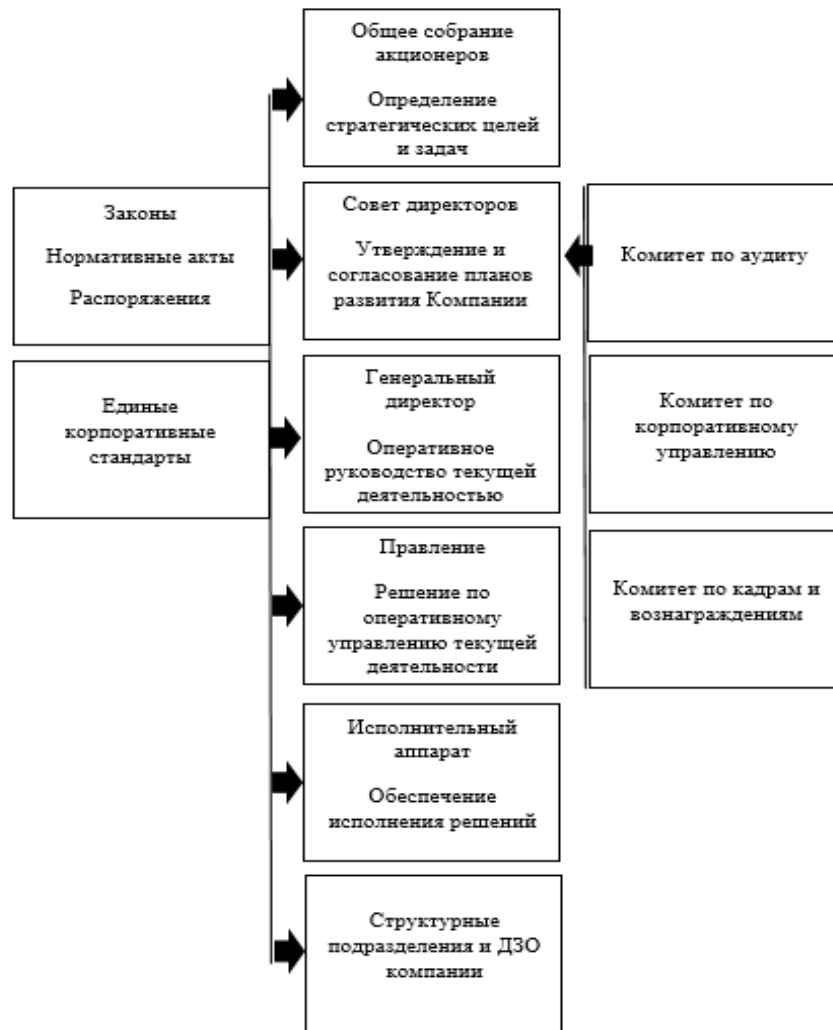 Общее собрание
акционеров
Определение
стратегических целей
и задач
Законы
Нормативные акты
Распоряжения
Совет директоров
Утверждение и
согласование планов
развития Компании
Комитет по аудиту
Единые
корпоративные
стандарты
Генеральный
директор
Оперативное
руководство текущей
деятельностью
Комитет по
корпоративному
управлению
Правление
Решение по
оперативному
управлению текущей
деятельности
Комитет по кадрам и
вознаграждениям
Исполнительный
аппарат
Обеспечение
исполнения решений
Структурные
подразделения и ДЗО
компании